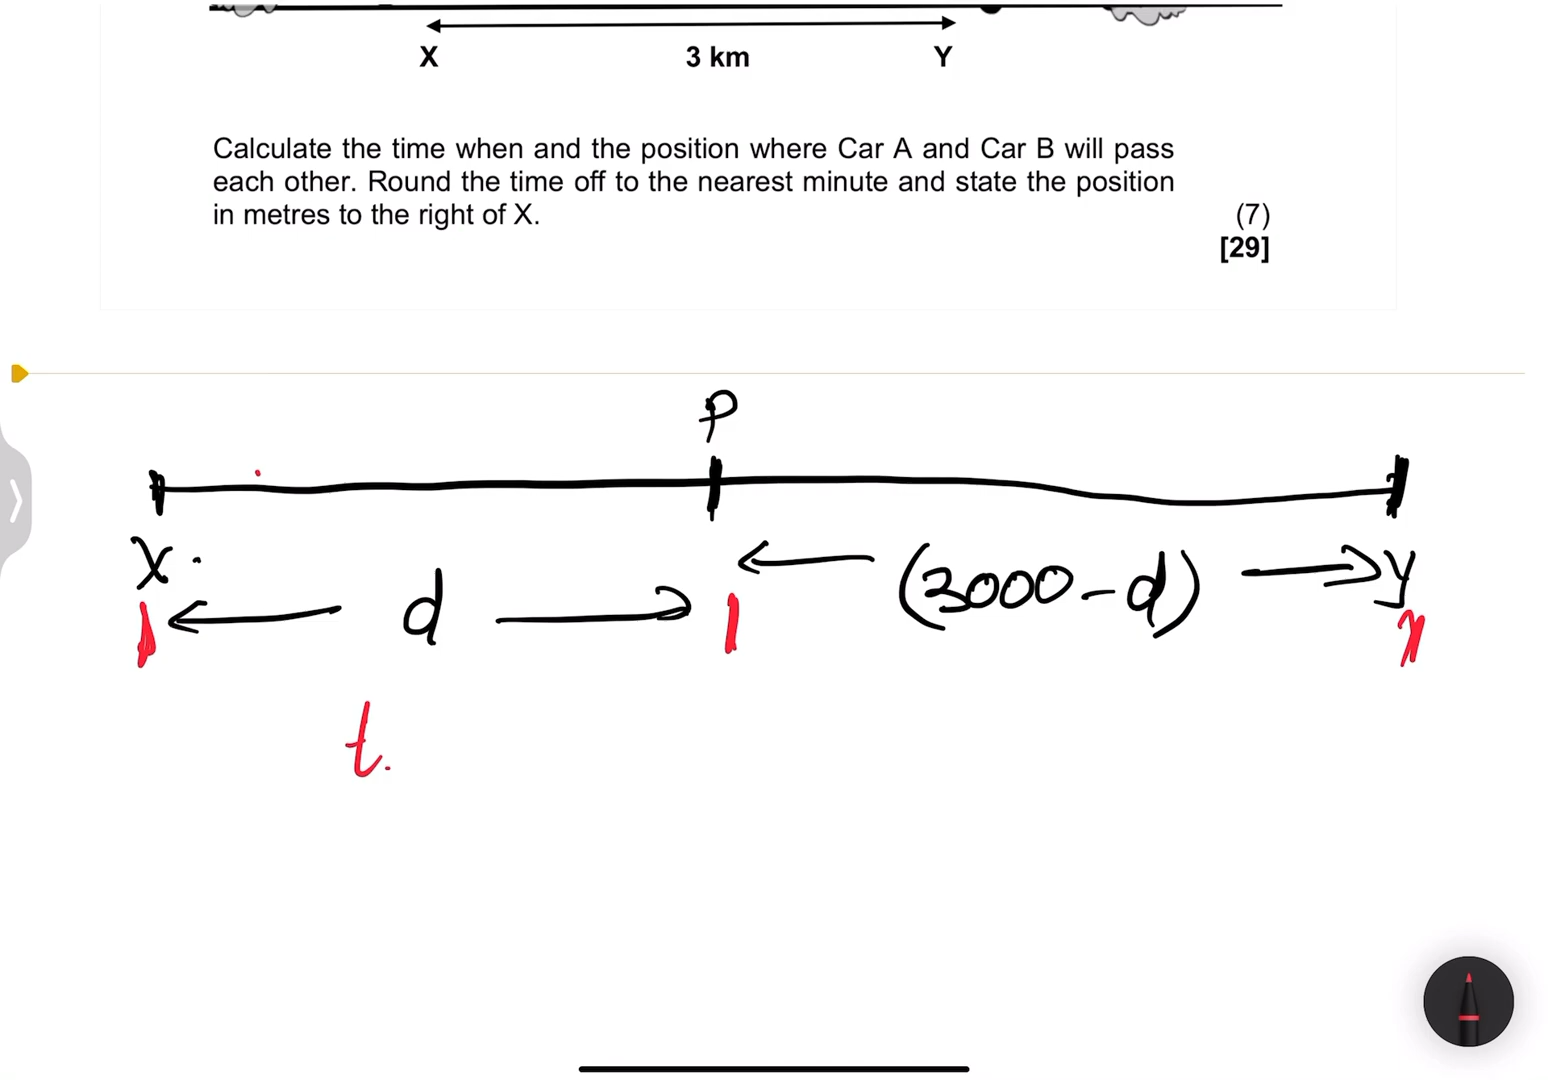 X 3 km Y
Calculate the time when and the position where Car A and Car B will pass
each other. Round the time off to the nearest minute and state the position
in metres to the right of X.
(7)
[29]
P
X d (3000-d) y
t.